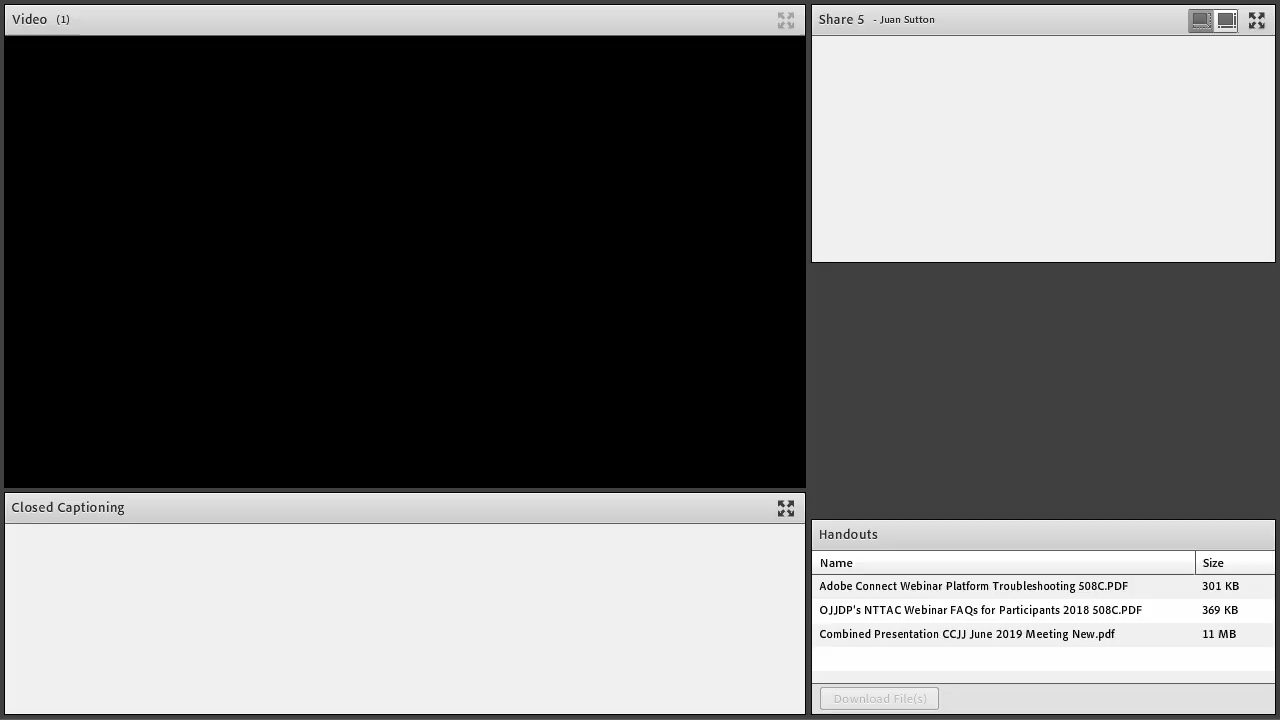 Video (1)
Share 5 - Juan Sutton
Closed Captioning
Handouts
Name Size
Adobe Connect Webinar Platform Troubleshooting 508C.PDF 301 KB
OJJDP's NTTAC Webinar FAQs for Participants 2018 508C.PDF 369 KB
Combined Presentation CCJJ June 2019 Meeting New.pdf 11 MB
Download File(s)